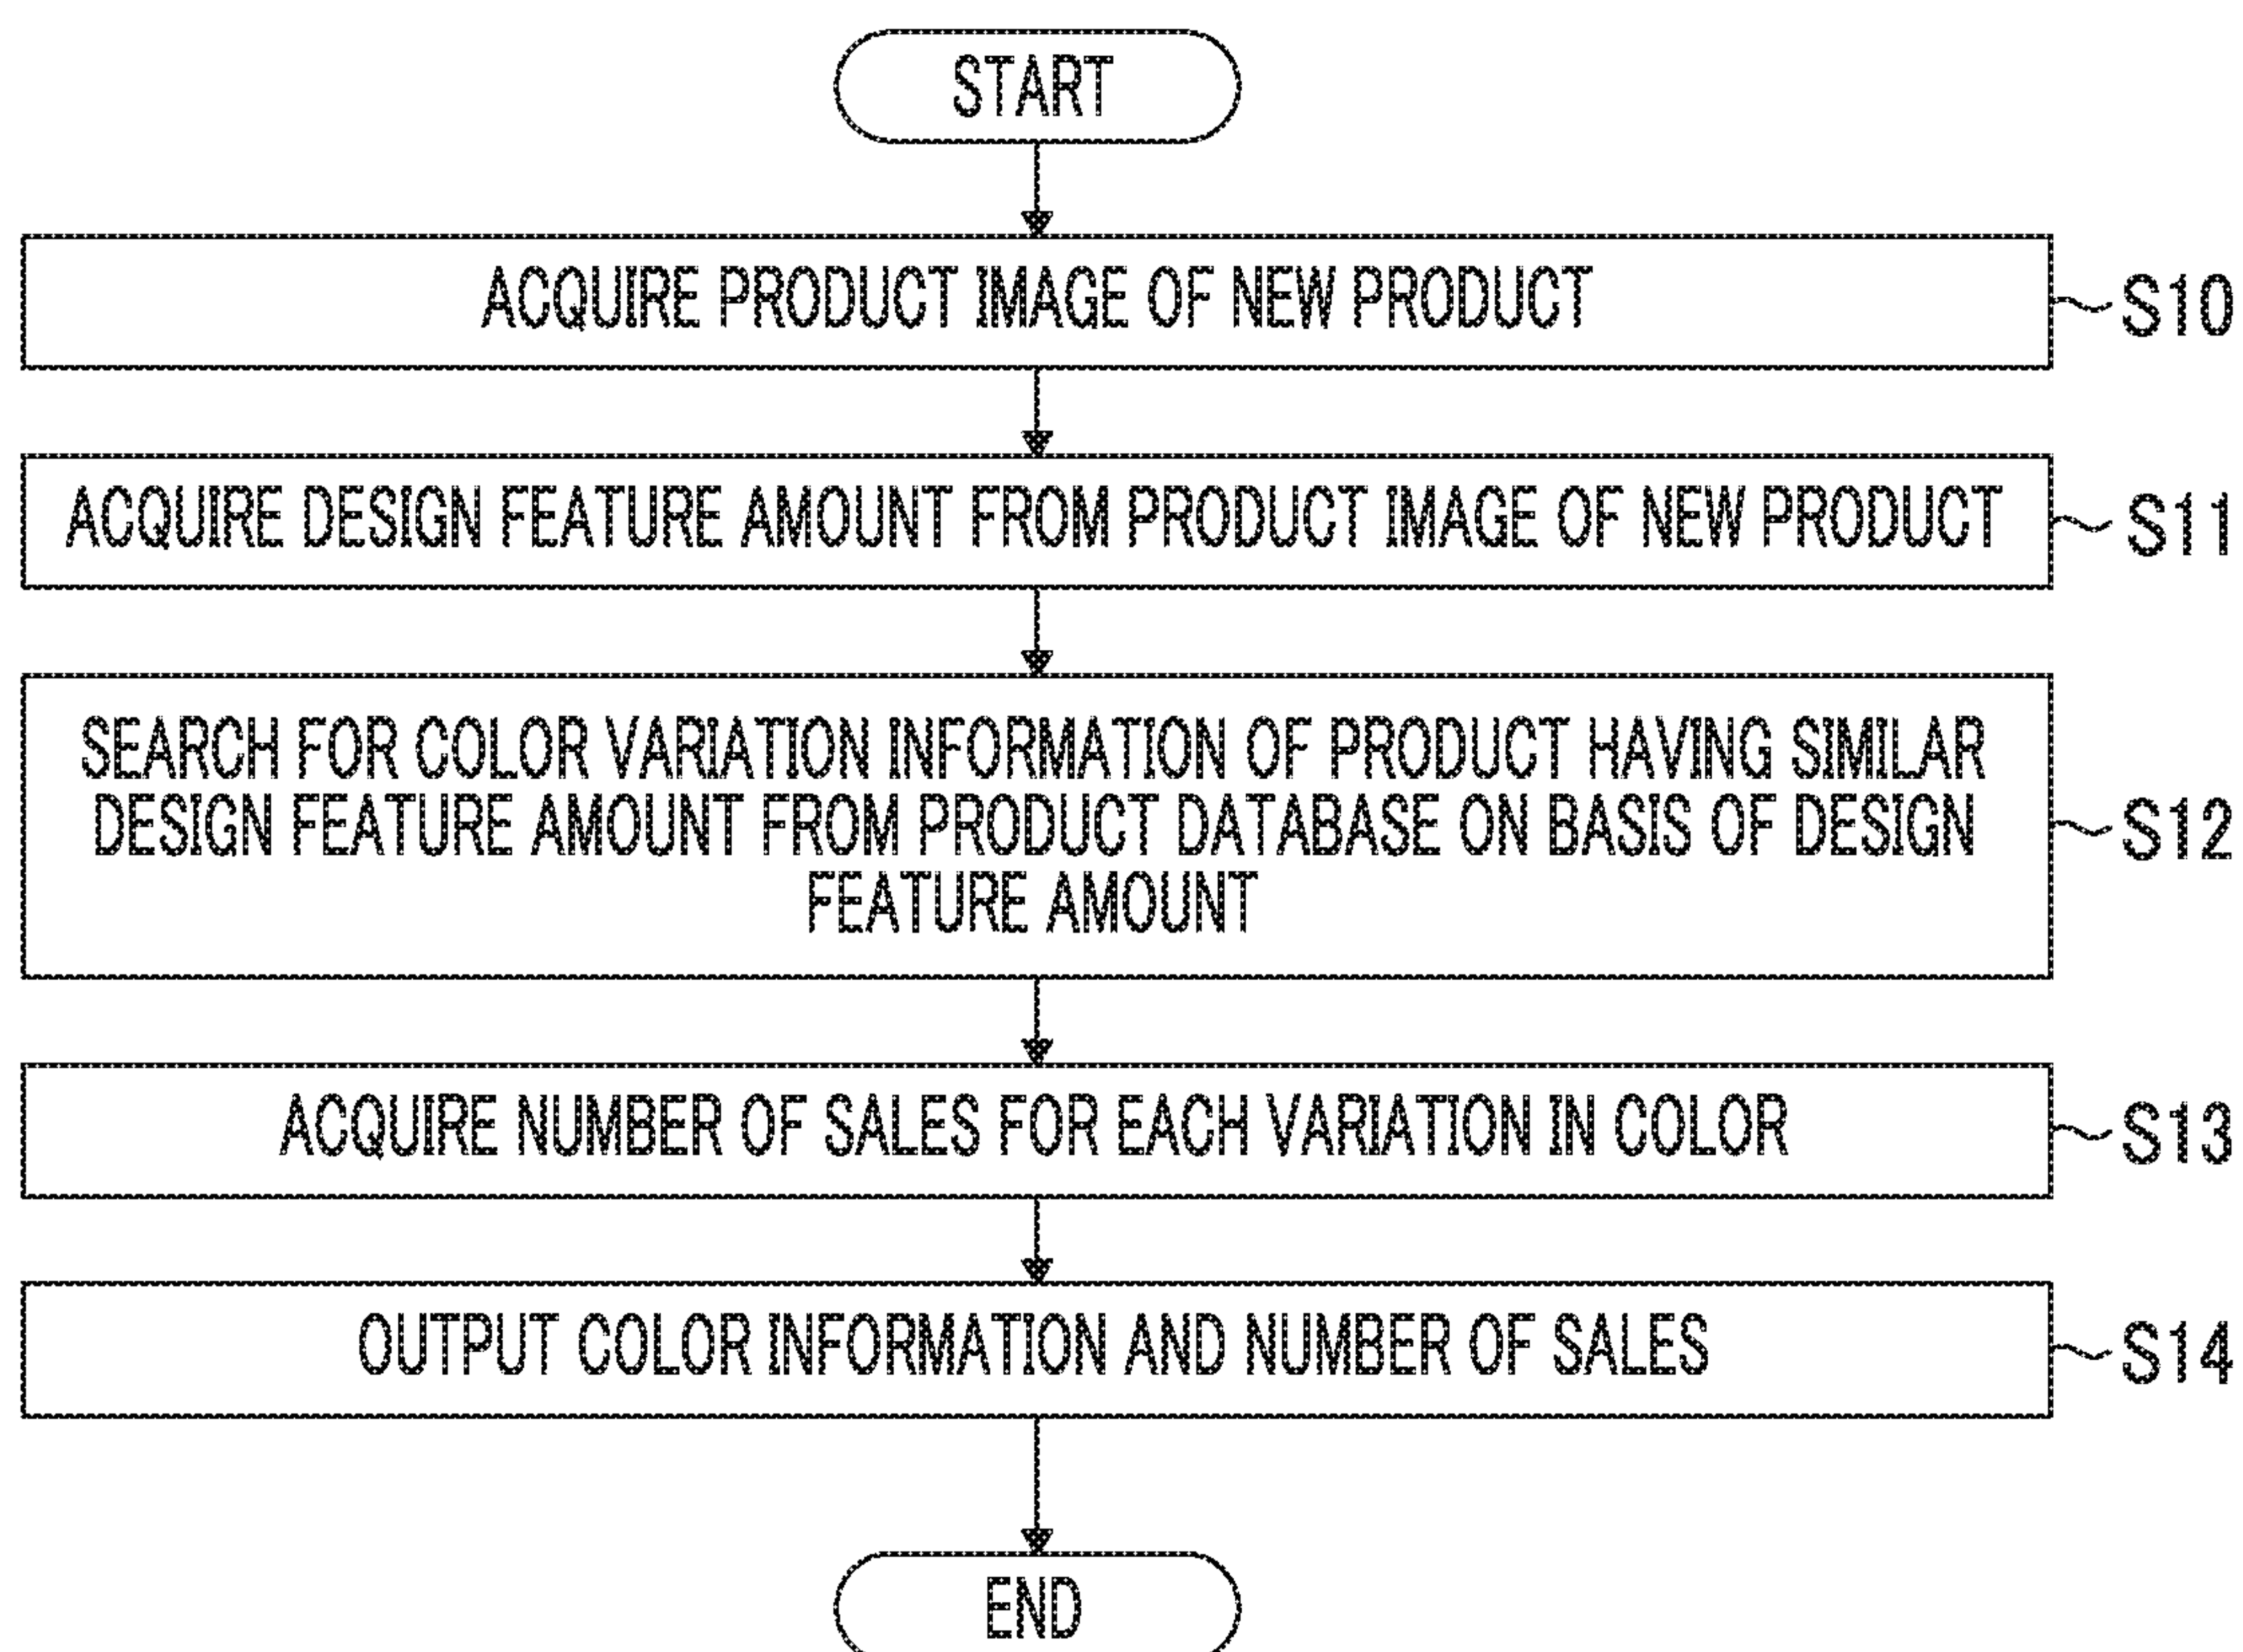 START
ACQUIRE PRODUCT IMAGE OF NEW PRODUCT
S10
ACQUIRE DESIGN FEATURE AMOUNT FROM PRODUCT IMAGE OF NEW PRODUCT
S11
SEARCH FOR COLOR VARIATION INFORMATION OF PRODUCT HAVING SIMILAR
DESIGN FEATURE AMOUNT FROM PRODUCT DATABASE ON BASIS OF DESIGN
FEATURE AMOUNT
S12
ACQUIRE NUMBER OF SALES FOR EACH VARIATION IN COLOR
S13
OUTPUT COLOR INFORMATION AND NUMBER OF SALES
S14
END